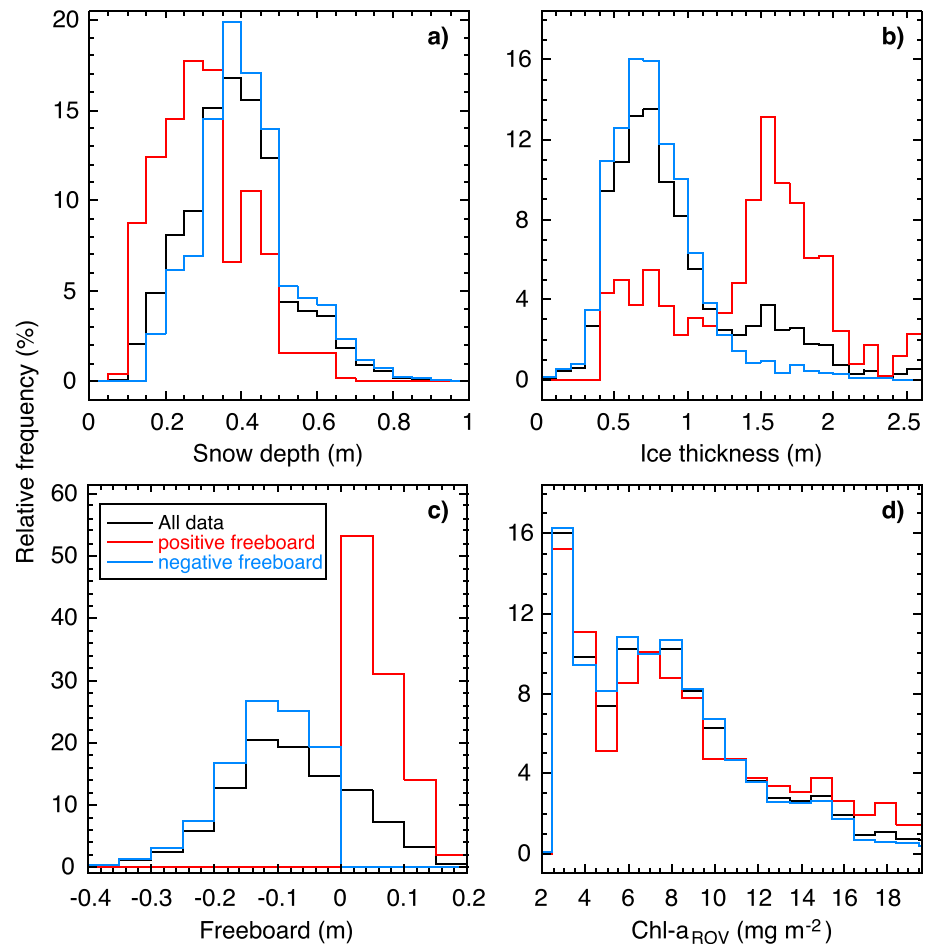 Relative frequency (%)
a)
20
15
10
5
0
0 0.2 0.4 0.6 0.8 1
Snow depth (m)
b)
16
12
8
4
0
0 0.5 1 1.5 2 2.5
Ice thickness (m)
c)
60
50
40
30
20
10
0
All data
positive freeboard
negative freeboard
-0.4 -0.3 -0.2 -0.1 0 0.1 0.2
Freeboard (m)
d)
16
12
8
4
0
2 4 6 8 10 12 14 16 18
Chl-aROV (mg m-2)